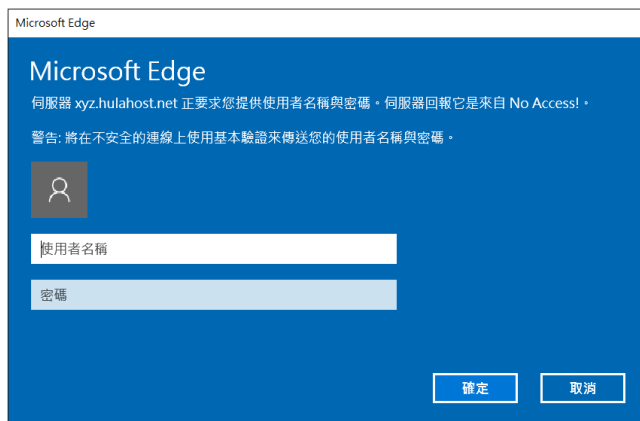 Microsoft Edge
Microsoft Edge
伺服器 xyz.hulahost.net 正要求您提供使用者名稱與密碼。伺服器回報它是來自 No Access!。
警告: 將在不安全的連線上使用基本驗證來傳送您的使用者名稱與密碼。
使用者名稱
密碼
確定 取消